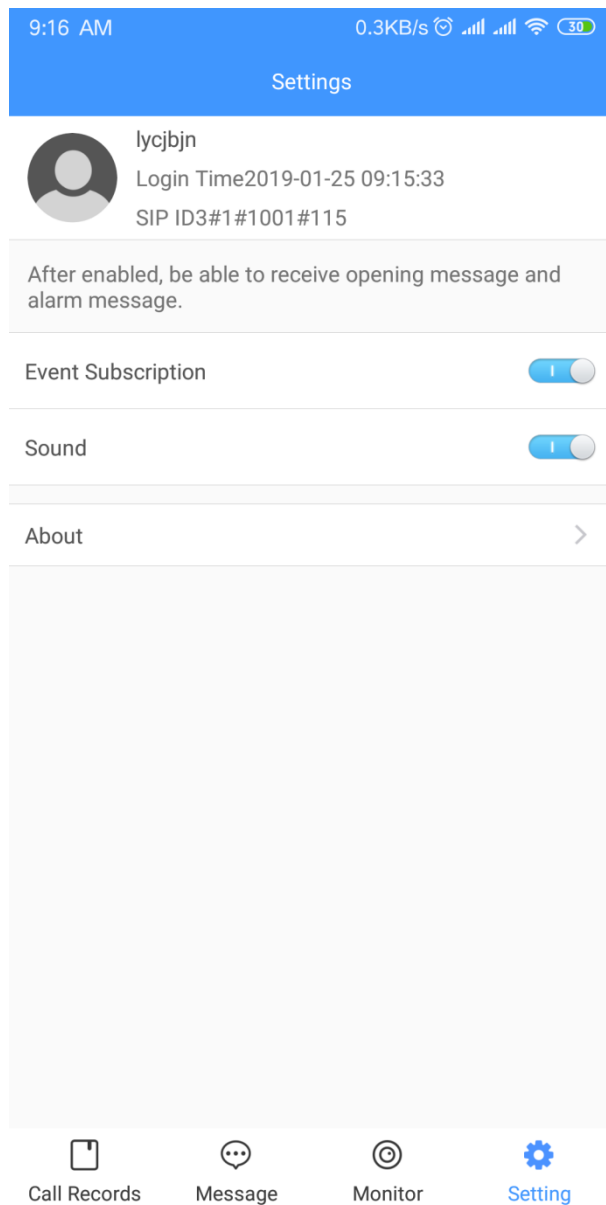 9:16 AM 0.3KB/s 30
Settings
lycjbjn
Login Time2019-01-25 09:15:33
SIP ID3#1#1001#115
After enabled, be able to receive opening message and
alarm message.
Event Subscription
Sound
About
Call Records Message Monitor Setting